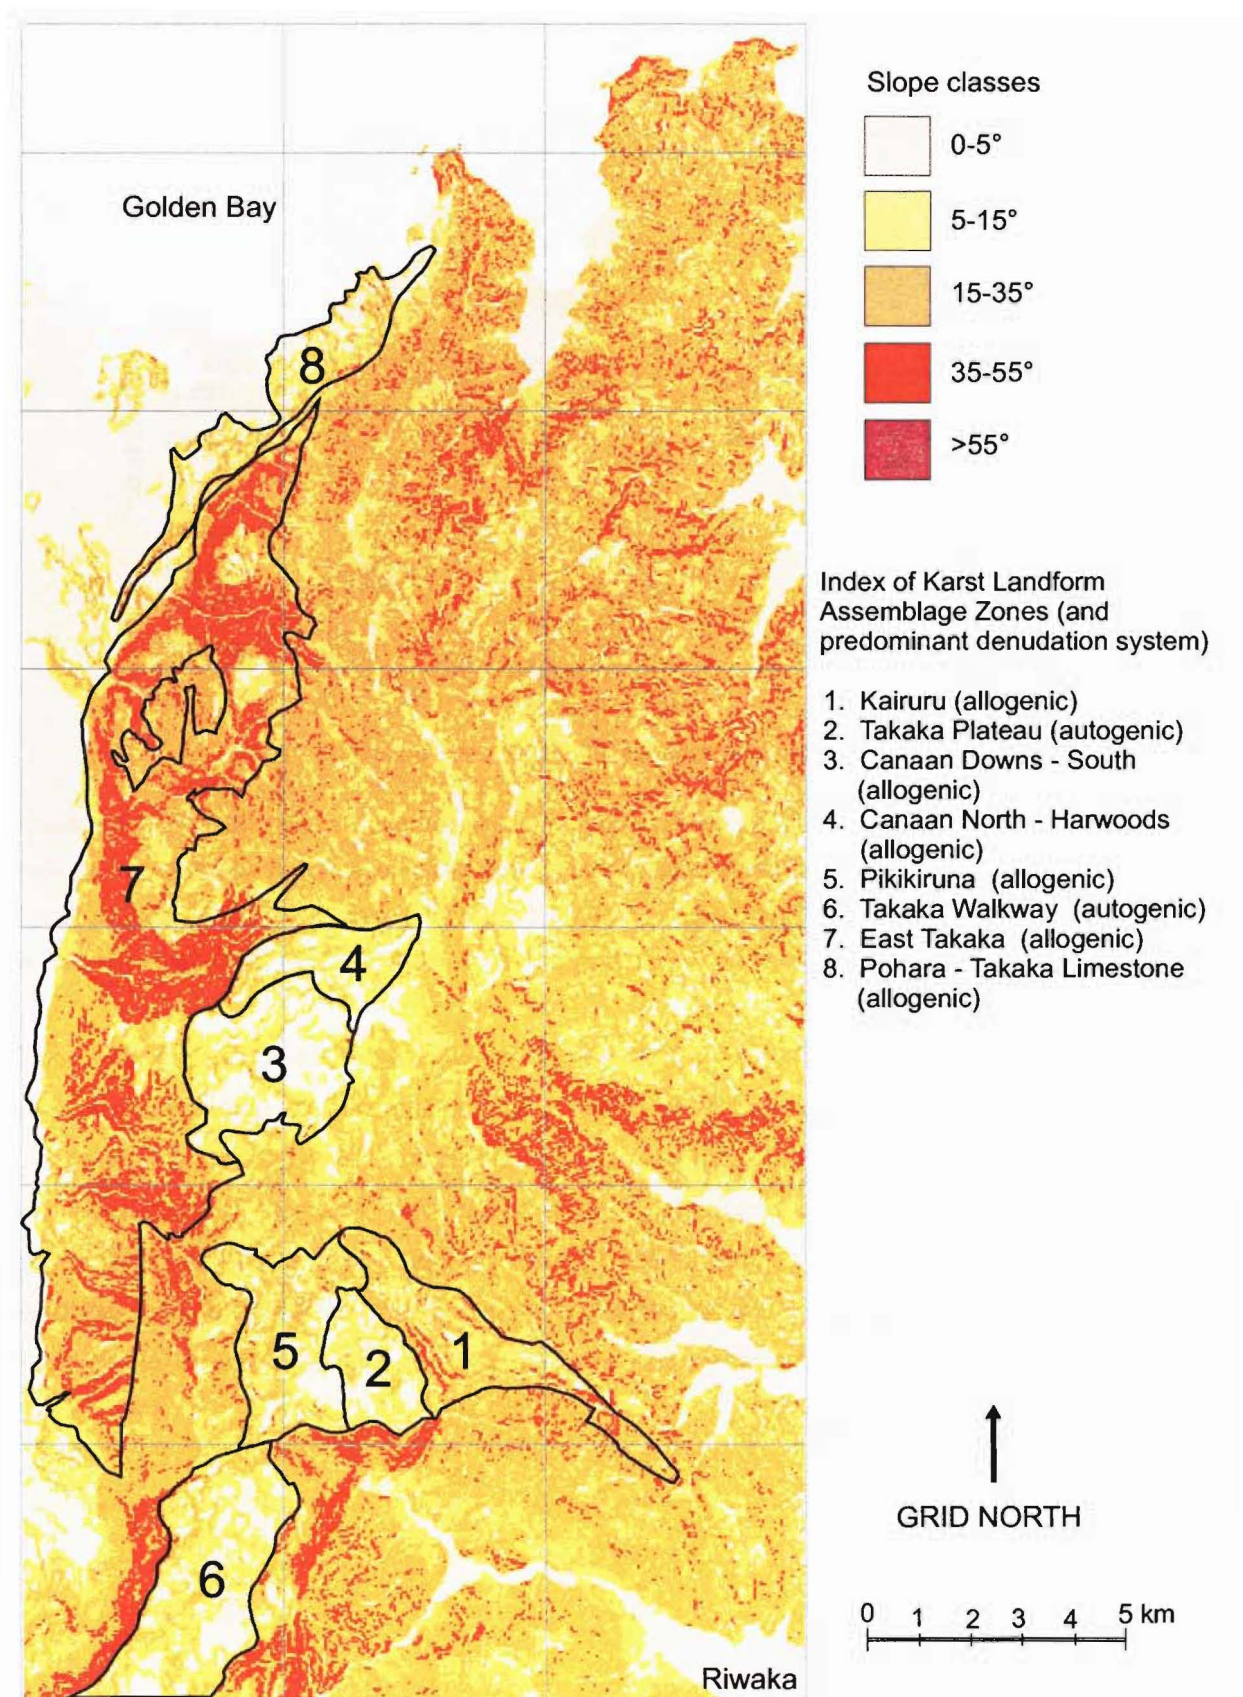 Golden Bay
8
7
4
3
5
2
1
6
Riwaka
Slope classes
0-5°
5-15°
15-35°
35-55°
>55°
Index of Karst Landform
Assemblage Zones (and
predominant denudation system)
1. Kairuru (allogenic)
2. Takaka Plateau (autogenic)
3. Canaan Downs - South
(allogenic)
4. Canaan North - Harwoods
(allogenic)
5. Pikikiruna (allogenic)
6. Takaka Walkway (autogenic)
7. East Takaka (allogenic)
8. Pohara - Takaka Limestone
(allogenic)
GRID NORTH
0 1 2 3 4 5 km